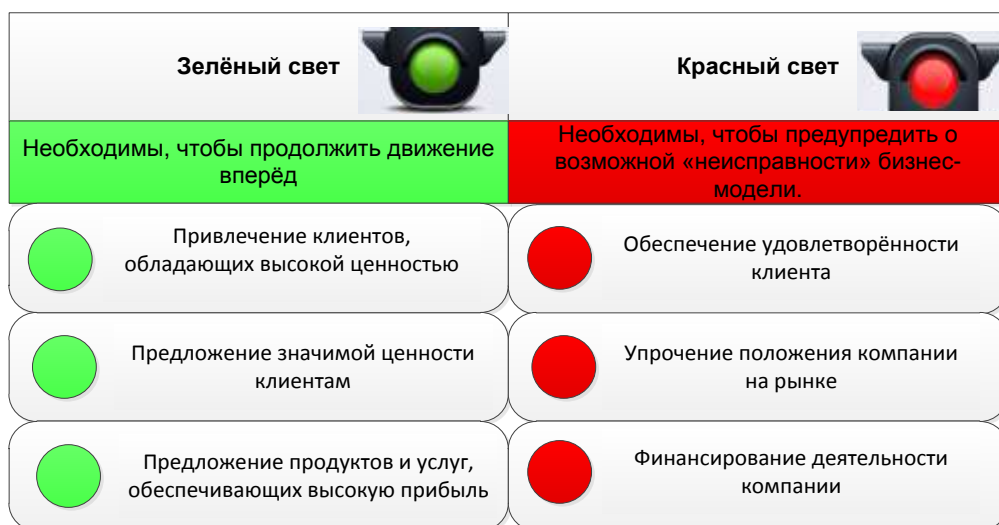 Зелёный свет
Красный свет
Необходимы, чтобы продолжить движение
вперёд
Необходимы, чтобы предупредить о
возможной «неисправности» бизнес-
модели.
Привлечение клиентов,
обладающих высокой ценностью
Обеспечение удовлетворённости
клиента
Предложение значимой ценности
клиентам
Упрочение положения компании
на рынке
Предложение продуктов и услуг,
обеспечивающих высокую прибыль
Финансирование деятельности
компании